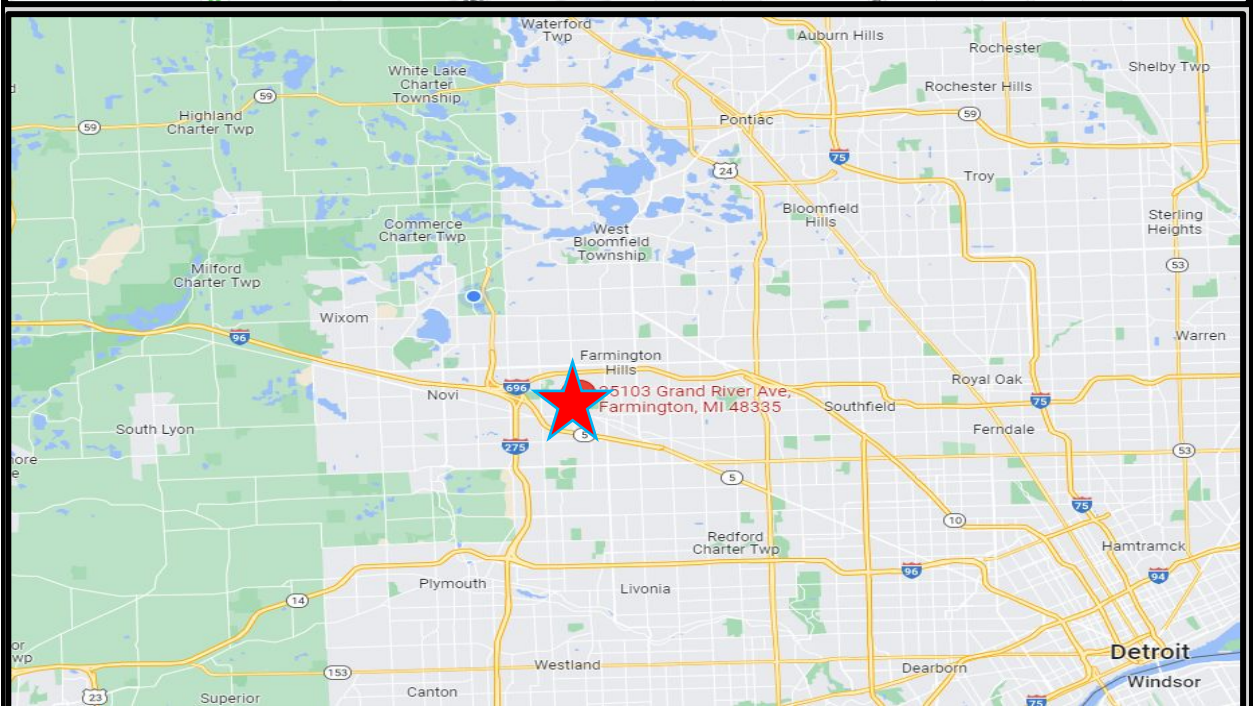 Waterford
Twp
Auburn Hills
Rochester
Shelby Twp
White Lake
Charter
Township
Rochester Hills
59
Highland
Charter Twp
59
Pontiac
59
75
24
Troy
Bloomfield
Hills
Sterling
Heights
Commerce
Charter Twp
West
Bloomfield
Township
53
Milford
Charter Twp
Wixom
96
Warren
Farmington
Hills
696
Novi
5103 Grand River Ave,
Farmington, MI 48335
Royal Oak
75
Southfield
South Lyon
5
Ferndale
275
53
5
75
10
Redford
Charter Twp
Hamtramck
96
94
Plymouth
Livonia
14
Detroit
Westland
Dearborn
153
Windsor
Canton
23
Superior
75